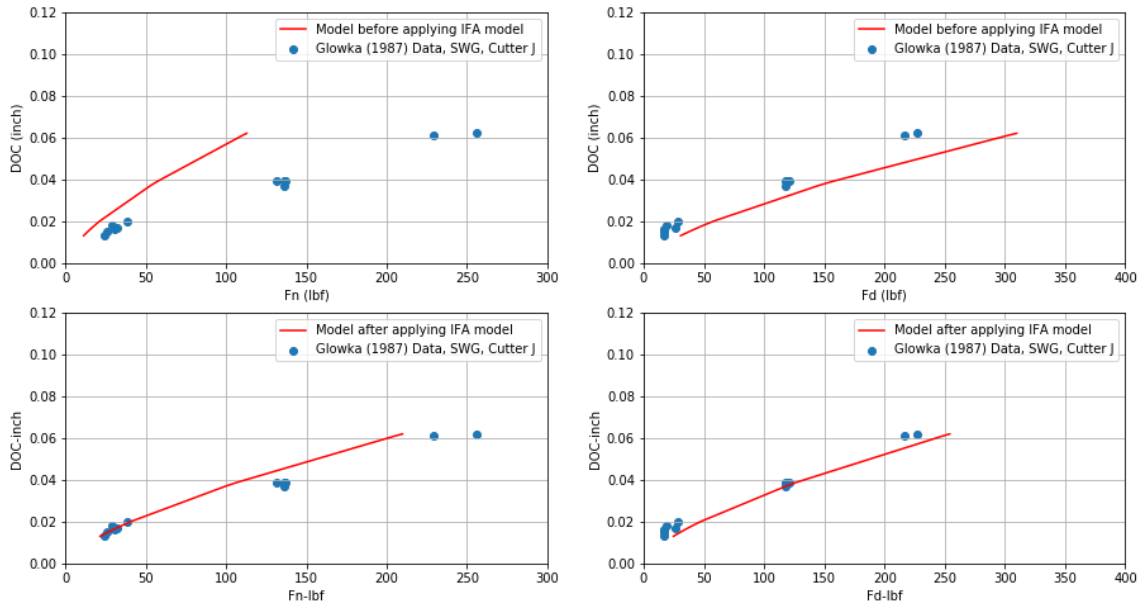 0.12
0.10
0.08
0.06
0.04
0.02
0.00
DOC (inch)
Model before applying IFA model
Glowka (1987) Data, SWG, Cutter J
0 50 100 150 200 250 300
Fn (lbf)
0.12
0.10
0.08
0.06
0.04
0.02
0.00
DOC (inch)
Model before applying IFA model
Glowka (1987) Data, SWG, Cutter J
0 50 100 150 200 250 300 350 400
Fd (lbf)
0.12
0.10
0.08
0.06
0.04
0.02
0.00
DOC-inch
Model after applying IFA model
Glowka (1987) Data, SWG, Cutter J
0 50 100 150 200 250 300
Fn-lbf
0.12
0.10
0.08
0.06
0.04
0.02
0.00
DOC-inch
Model after applying IFA model
Glowka (1987) Data, SWG, Cutter J
0 50 100 150 200 250 300 350 400
Fd-lbf